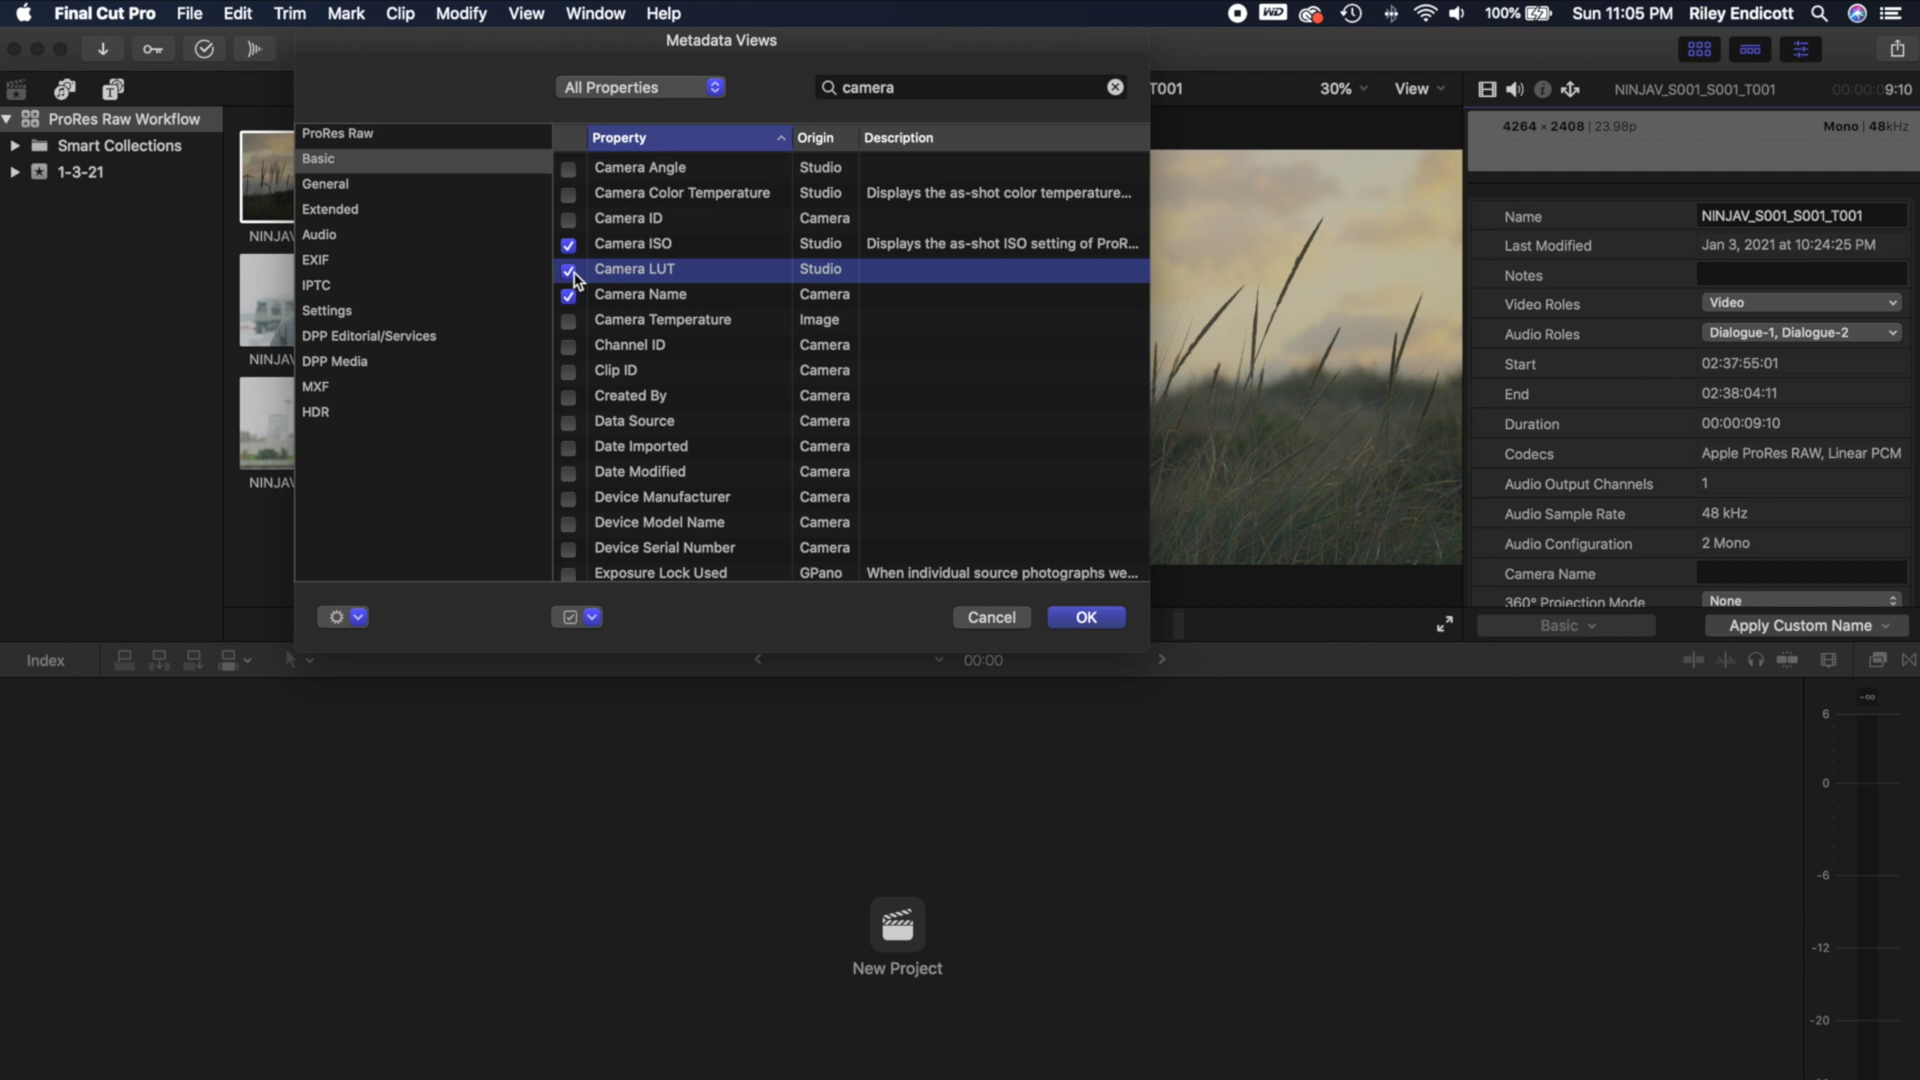 Final Cut Pro File Edit Trim Mark Clip Modify View Window Help WD 100% Sun 11:05 PM Riley Endicott
Metadata Views
All Properties camera
T001 30% View NINJAV_S001_S001_T001 00:00:09:10
ProRes Raw Workflow
Smart Collections
1-3-21
NINJAV
NINJAV
NINJAV
ProRes Raw
Basic
General
Extended
Audio
EXIF
IPTC
Settings
DPP Editorial/Services
DPP Media
MXF
HDR
Property Origin Description
Camera Angle Studio
Camera Color Temperature Studio Displays the as-shot color temperature...
Camera ID Camera
Camera ISO Studio Displays the as-shot ISO setting of ProR...
Camera LUT Studio
Camera Name Camera
Camera Temperature Image
Channel ID Camera
Clip ID Camera
Created By Camera
Data Source Camera
Date Imported Camera
Date Modified Camera
Device Manufacturer Camera
Device Model Name Camera
Device Serial Number Camera
Exposure Lock Used GPano When individual source photographs we...
Cancel OK
4264 × 2408 | 23.98p Mono | 48kHz
Name NINJAV_S001_S001_T001
Last Modified Jan 3, 2021 at 10:24:25 PM
Notes
Video Roles Video
Audio Roles Dialogue-1, Dialogue-2
Start 02:37:55:01
End 02:38:04:11
Duration 00:00:09:10
Codecs Apple ProRes RAW, Linear PCM
Audio Output Channels 1
Audio Sample Rate 48 kHz
Audio Configuration 2 Mono
Camera Name
360° Projection Mode None
Basic Apply Custom Name
Index 00:00
New Project
-∞
6
0
-6
-12
-20